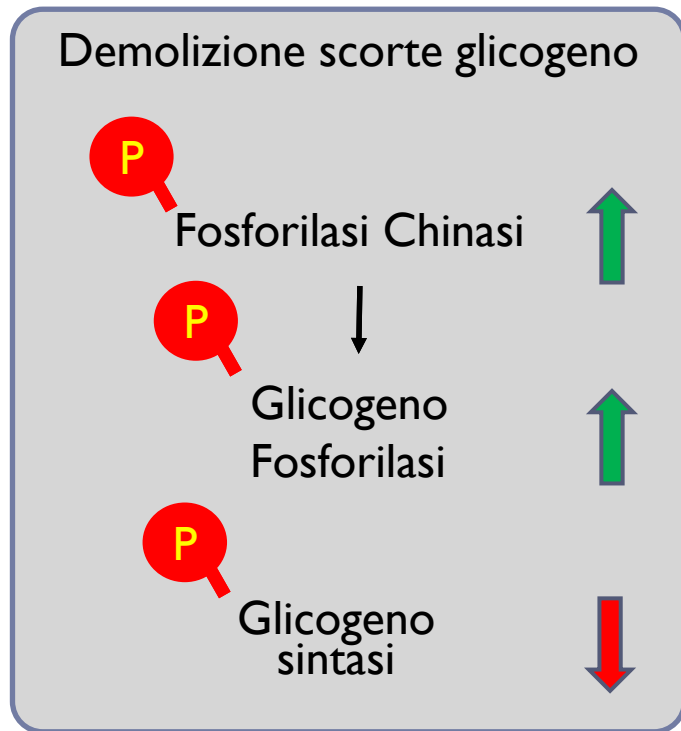 Demolizione scorte glicogeno
P
Fosforilasi Chinasi
P
Glicogeno
Fosforilasi
P
Glicogeno
sintasi